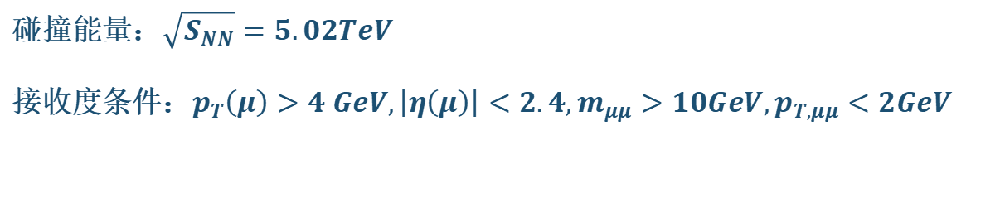 碰撞能量：√S_NN = 5.02TeV
接收度条件：p_T(μ) > 4 GeV, |η(μ)| < 2.4, m_μμ > 10GeV, p_T,μμ < 2GeV